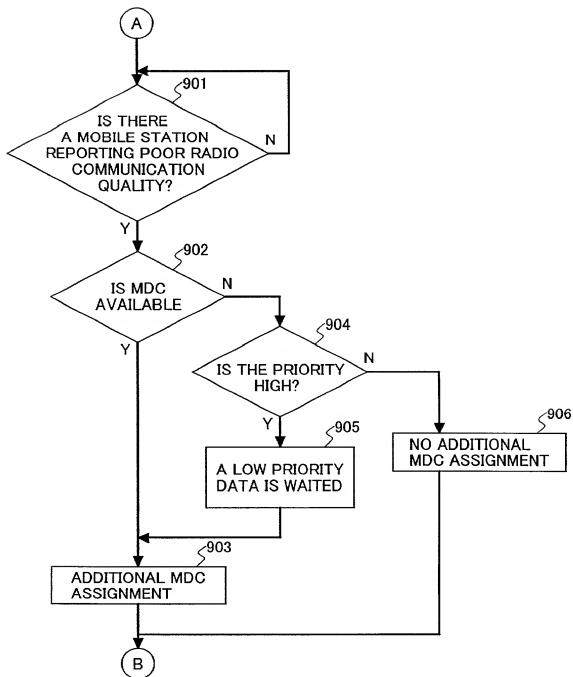 A
901
IS THERE
A MOBILE STATION
REPORTING POOR RADIO
COMMUNICATION
QUALITY?
N
Y
902
IS MDC
AVAILABLE
N
Y
904
IS THE PRIORITY
HIGH?
N
Y
905
A LOW PRIORITY
DATA IS WAITED
906
NO ADDITIONAL
MDC ASSIGNMENT
903
ADDITIONAL MDC
ASSIGNMENT
B